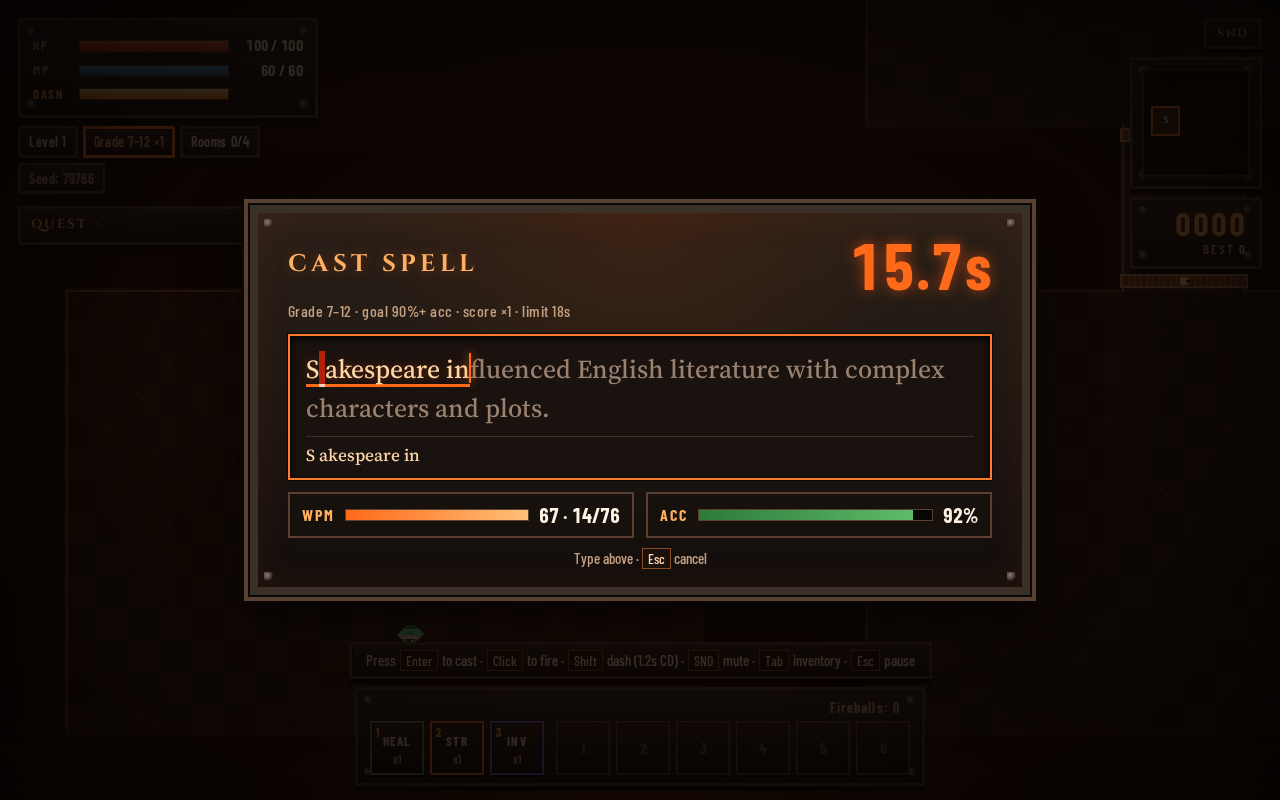 HP 100 / 100
MP 60 / 60
DASH
Level 1 Grade 7–12 ×1 Rooms 0/4
Seed: 79766
QUEST
SND
S
0000
BEST 0
CAST SPELL 15.7s
Grade 7–12 · goal 90%+ acc · score ×1 · limit 18s
S akespeare influenced English literature with complex
characters and plots.
S akespeare in
WPM 67 · 14/76 ACC 92%
Type above · Esc cancel
Press Enter to cast · Click to fire · Shift dash (1.2s CD) · SND mute · Tab inventory · Esc pause
Fireballs: 0
1 HEAL x1 2 STR x1 3 INV x1 1 2 3 4 5 6